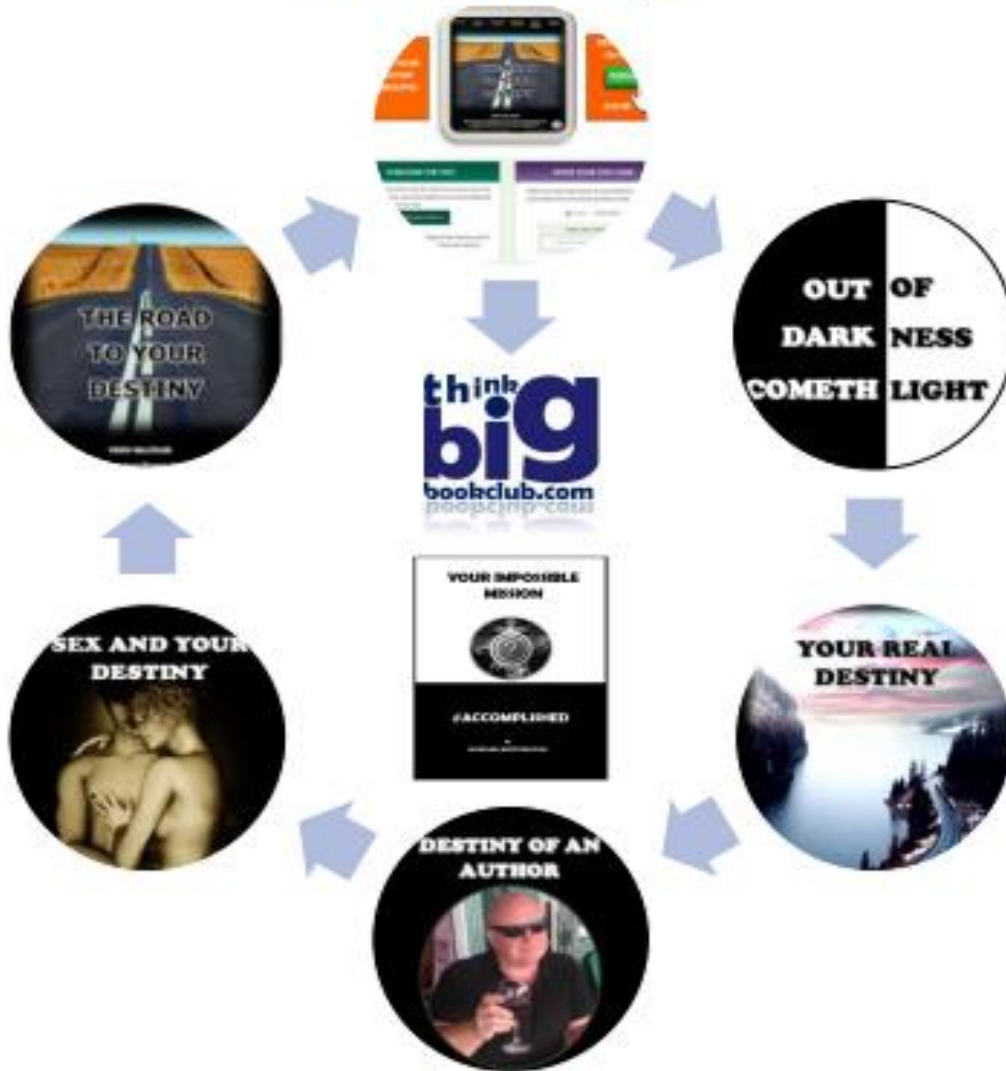 OUT OF
DARK NESS
COMETH LIGHT
YOUR REAL
DESTINY
DESTINY OF AN
AUTHOR
SEX AND YOUR
DESTINY
THE ROAD
TO YOUR
DESTINY
think
big
bookclub.com
YOUR IMPOSSIBLE
MISSION
#ACCOMPLISHED